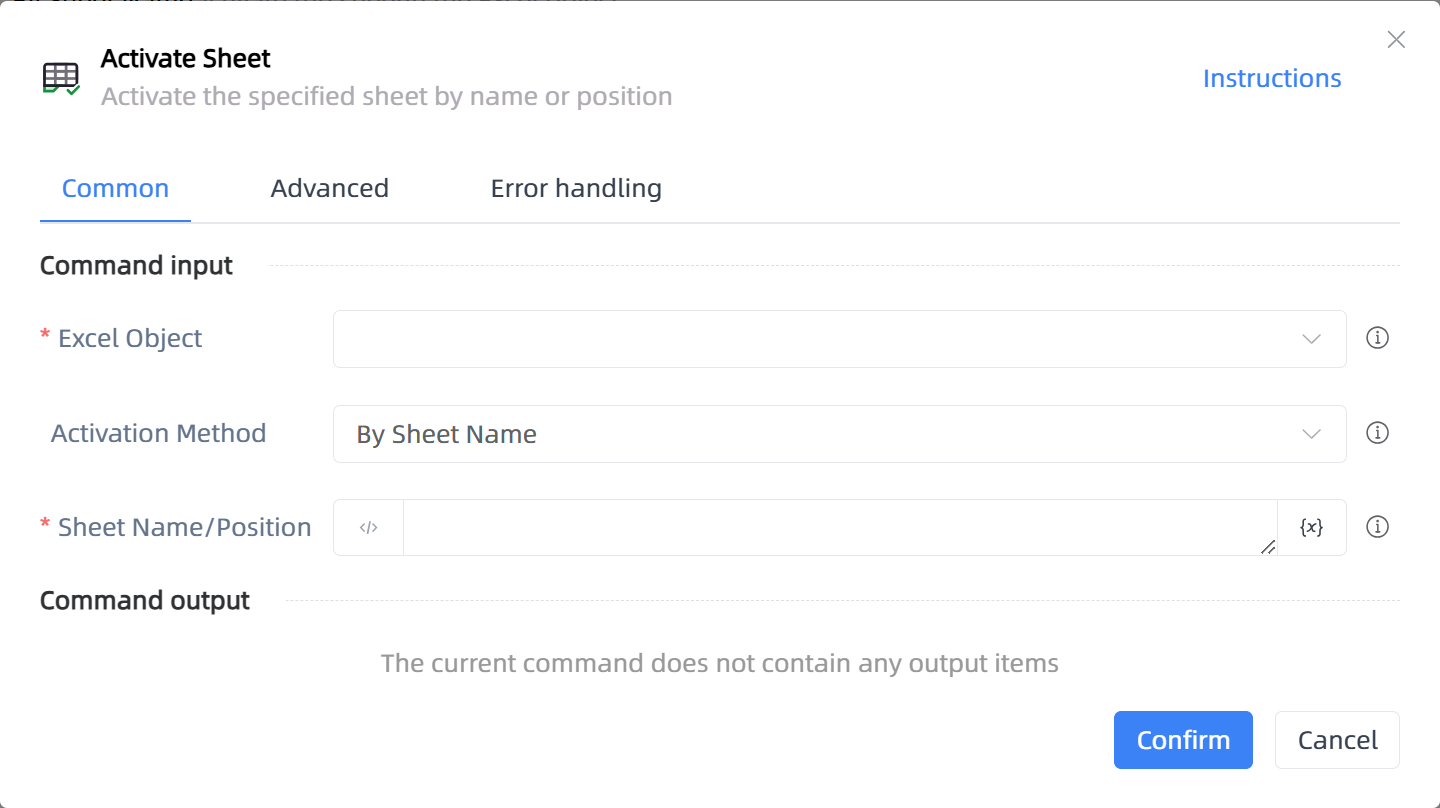 Activate Sheet
Activate the specified sheet by name or position
Instructions
Common
Advanced
Error handling
Command input
* Excel Object
Activation Method
By Sheet Name
* Sheet Name/Position
</>
{x}
Command output
The current command does not contain any output items
Confirm
Cancel